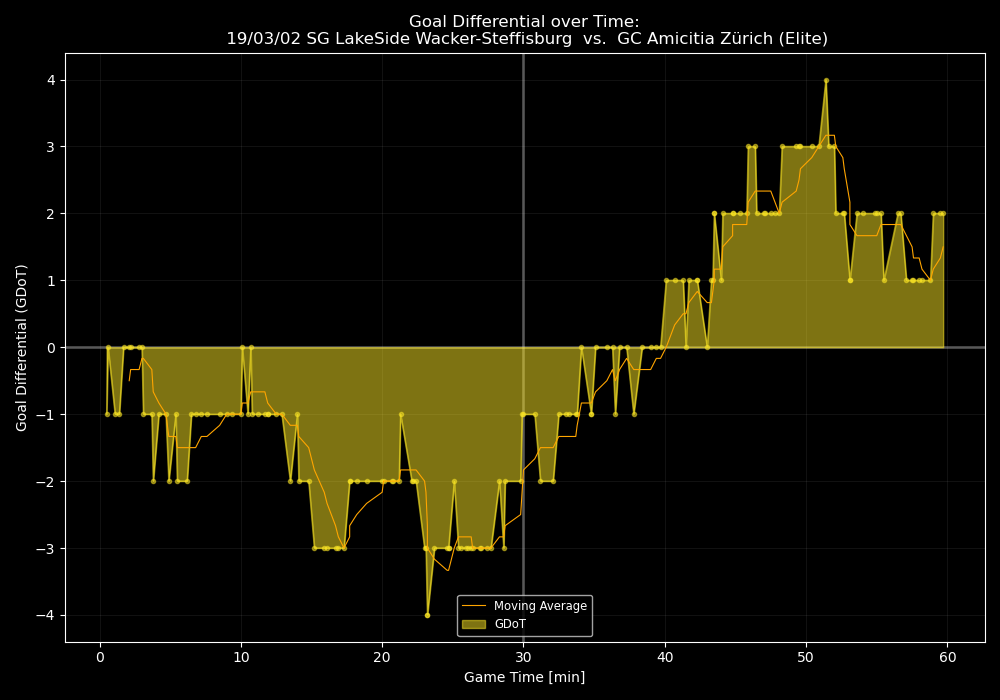 Goal Differential over Time:
19/03/02 SG LakeSide Wacker-Steffisburg  vs.  GC Amicitia Zürich (Elite)
Goal Differential (GDoT)
4
3
2
1
0
−1
−2
−3
−4
Moving Average
GDoT
0
10
20
30
40
50
60
Game Time [min]